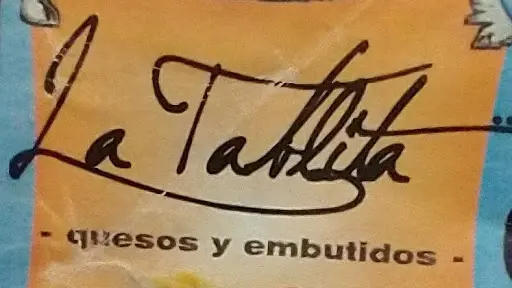 La Tablita
- quesos y embutidos -